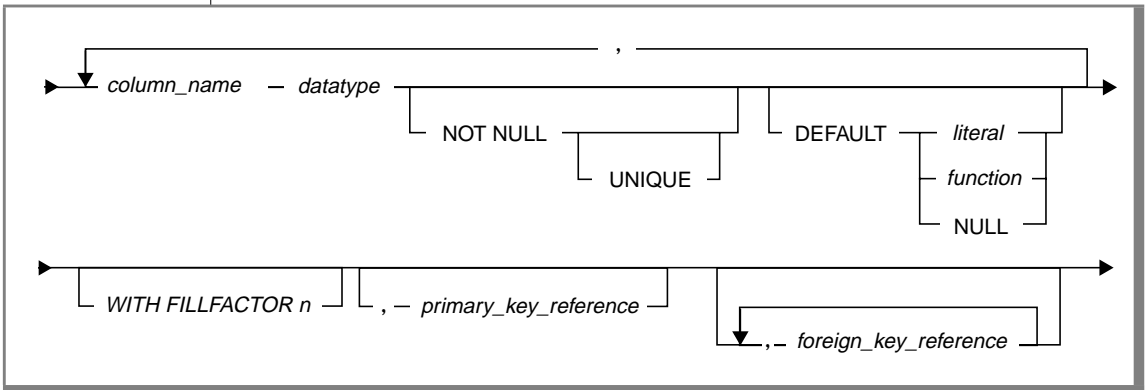 ,
column_name datatype
NOT NULL DEFAULT literal
UNIQUE function
NULL
WITH FILLFACTOR n , primary_key_reference
, foreign_key_reference